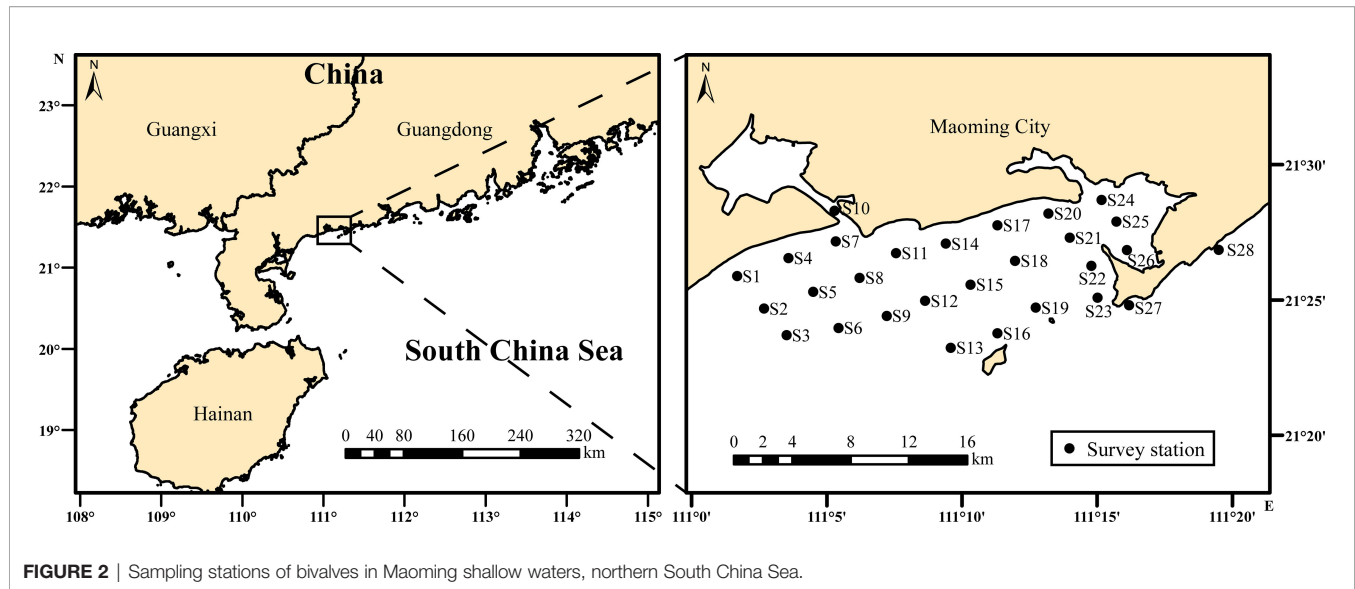 N
N
China
Guangxi
Guangdong
23°
22°
21°
20°
19°
South China Sea
Hainan
0 40 80 160 240 320
km
108° 109° 110° 111° 112° 113° 114° 115°
N
Maoming City
21°30'
21°25'
21°20'
S24
S10
S20
S25
S17
S7
S21
S14
S11
S26
S28
S4
S18
S22
S1
S8
S15
S5
S12
S23
S27
S2
S19
S9
S6
S3
S16
S13
0 2 4 8 12 16
km
Survey station
111°0' 111°5' 111°10' 111°15' 111°20'
E
FIGURE 2 | Sampling stations of bivalves in Maoming shallow waters, northern South China Sea.